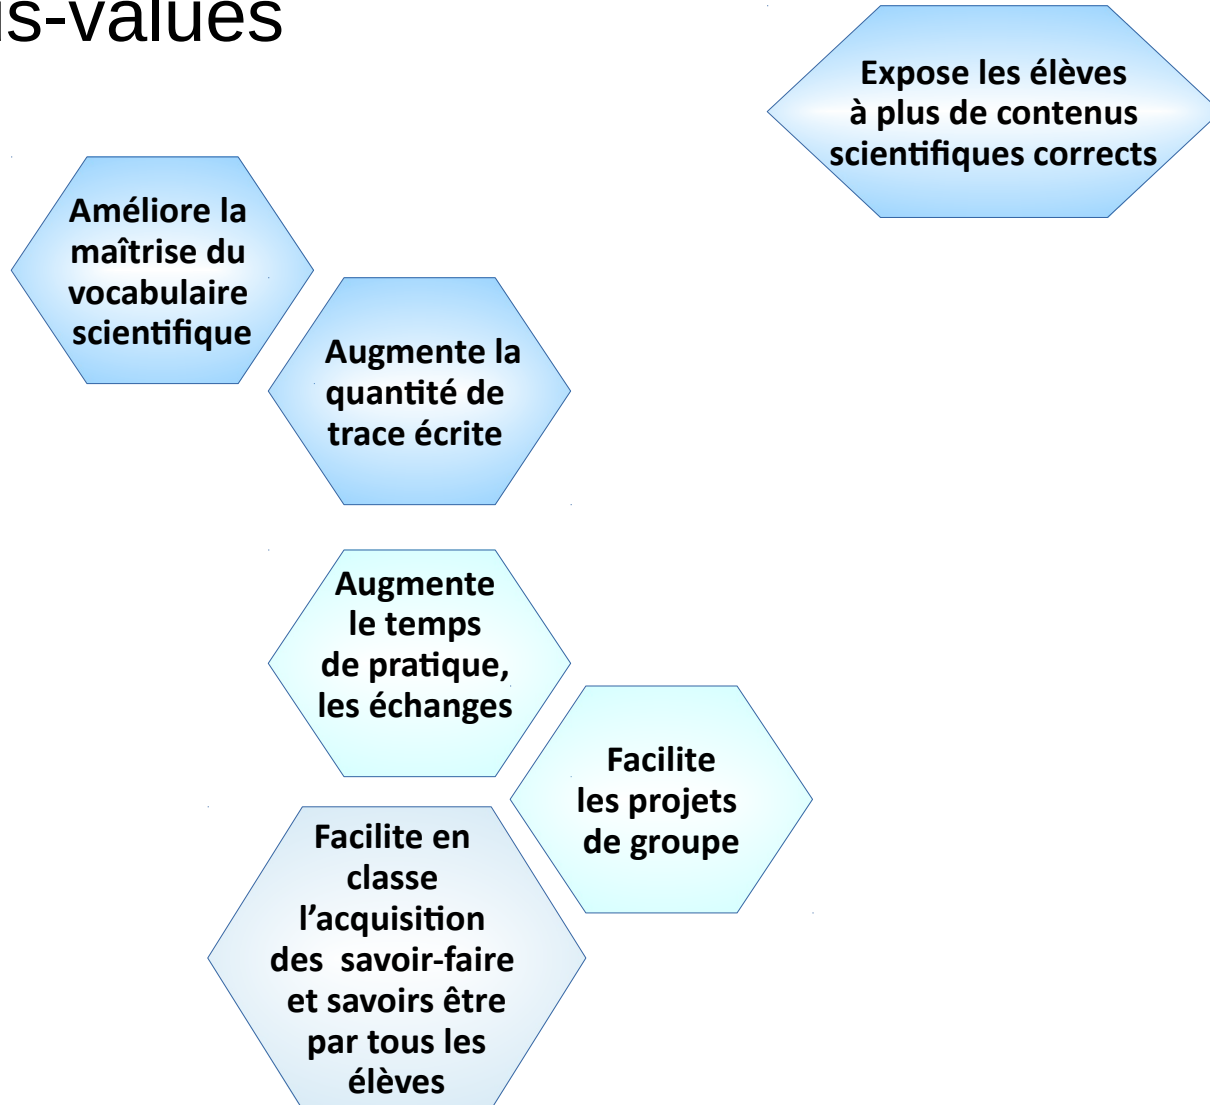 us-values
Expose les élèves
à plus de contenus
scientifiques corrects
Améliore la
maîtrise du
vocabulaire
scientifique
Augmente la
quantité de
trace écrite
Augmente
le temps
de pratique,
les échanges
Facilite
les projets
de groupe
Facilite en
classe
l’acquisition
des savoir-faire
et savoirs être
par tous les
élèves